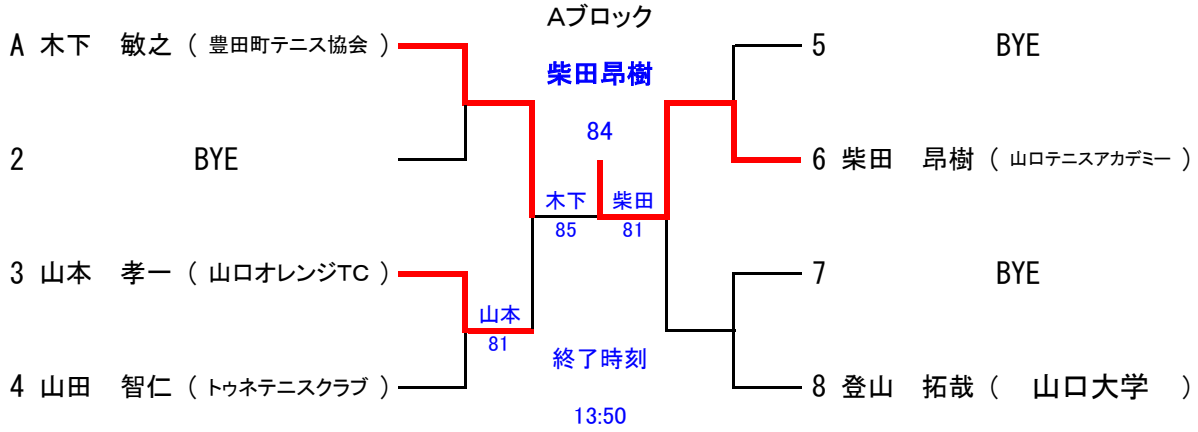 Aブロック
A 木下　敏之 ( 豊田町テニス協会 )
5 BYE
柴田昂樹
84
2 BYE
6 柴田　昂樹 ( 山口テニスアカデミー )
木下 柴田
85 81
3 山本　孝一 ( 山口オレンジTC )
7 BYE
山本
81
終了時刻
4 山田　智仁 ( トゥネテニスクラブ )
8 登山　拓哉 ( 山口大学 )
13:50